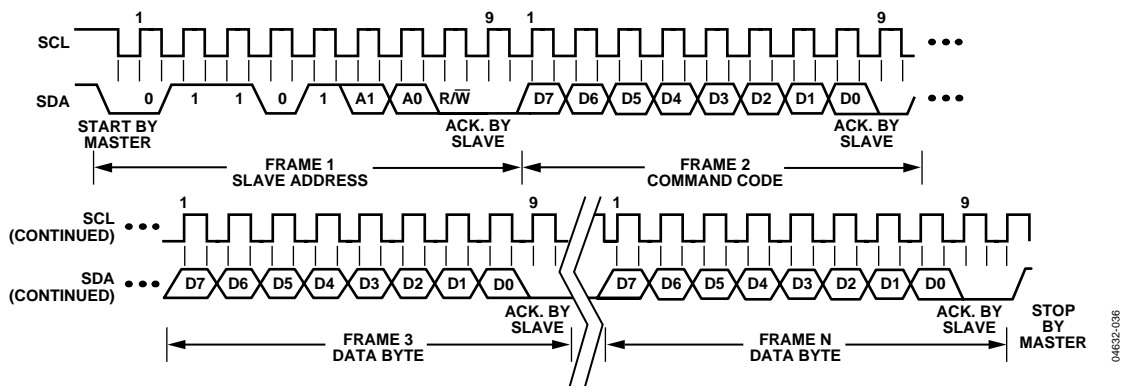 1 9 1 9
SCL
SDA 0 1 1 0 1 A1 A0 R/W̅ D7 D6 D5 D4 D3 D2 D1 D0
START BY MASTER
ACK. BY SLAVE
ACK. BY SLAVE
FRAME 1
SLAVE ADDRESS
FRAME 2
COMMAND CODE
1 9 1 9
SCL
(CONTINUED)
SDA
(CONTINUED)
D7 D6 D5 D4 D3 D2 D1 D0 D7 D6 D5 D4 D3 D2 D1 D0
ACK. BY
SLAVE
ACK. BY
SLAVE
STOP
BY
MASTER
FRAME 3
DATA BYTE
FRAME N
DATA BYTE
04632-036